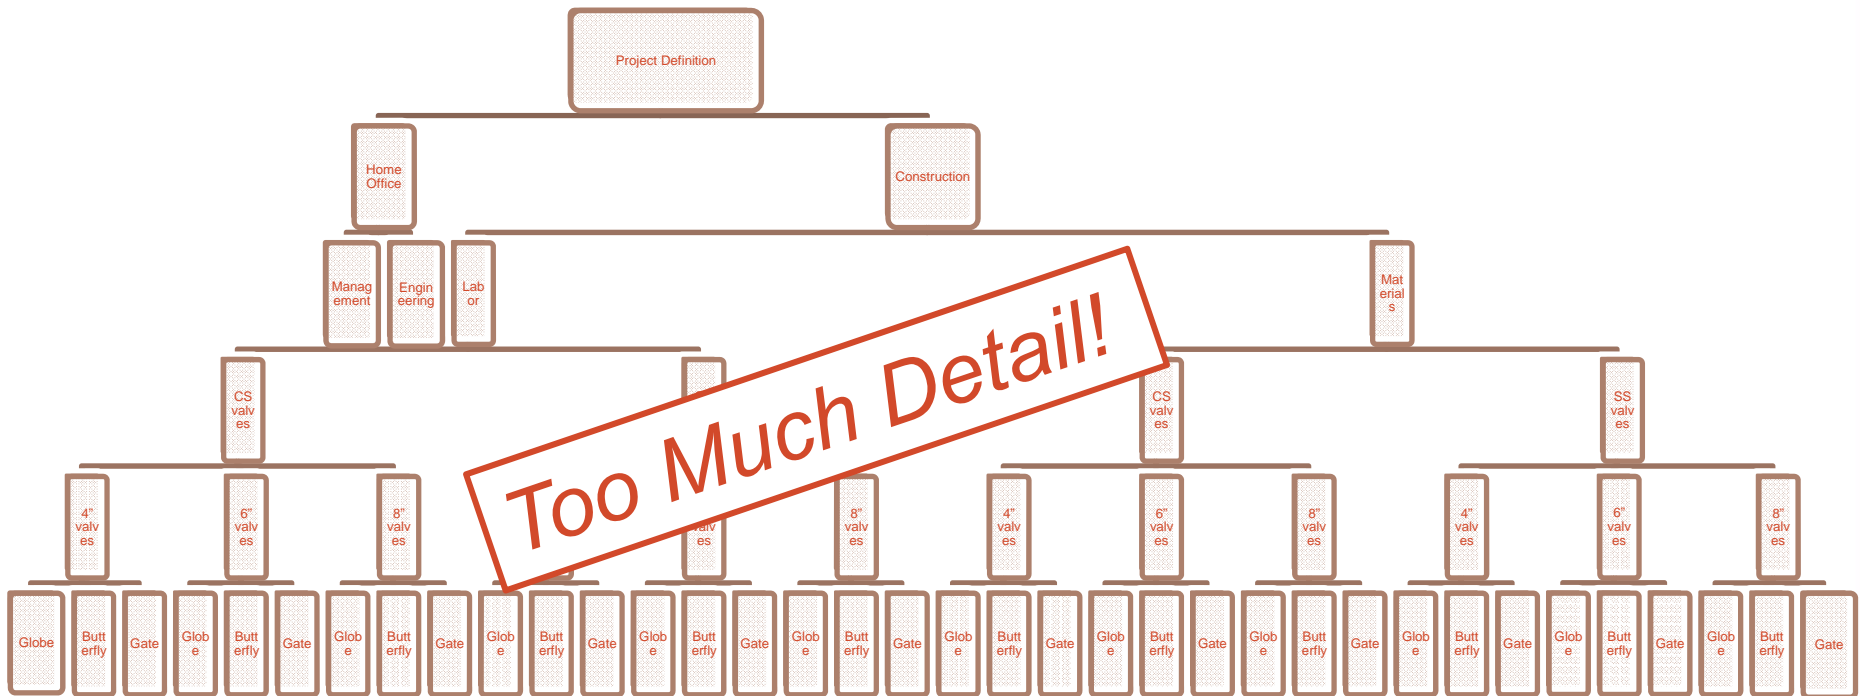 Project Definition
Home
Office
Construction
Manag
ement
Engin
eering
Lab
or
Mat
erial
s
Too Much Detail!
CS
valv
es
CS
valv
es
SS
valv
es
4”
valv
es
6”
valv
es
8”
valv
es
valv
8”
valv
es
4”
valv
es
6”
valv
es
8”
valv
es
4”
valv
es
6”
valv
es
8”
valv
es
Globe
Butt
erfly
Gate
Glob
e
Butt
erfly
Gate
Glob
e
Butt
erfly
Gate
Glob
e
Butt
erfly
Gate
Glob
e
Butt
erfly
Gate
Glob
e
Butt
erfly
Gate
Glob
e
Butt
erfly
Gate
Glob
e
Butt
erfly
Gate
Glob
e
Butt
erfly
Gate
Glob
e
Butt
erfly
Gate
Glob
e
Butt
erfly
Gate
Glob
e
Butt
erfly
Gate